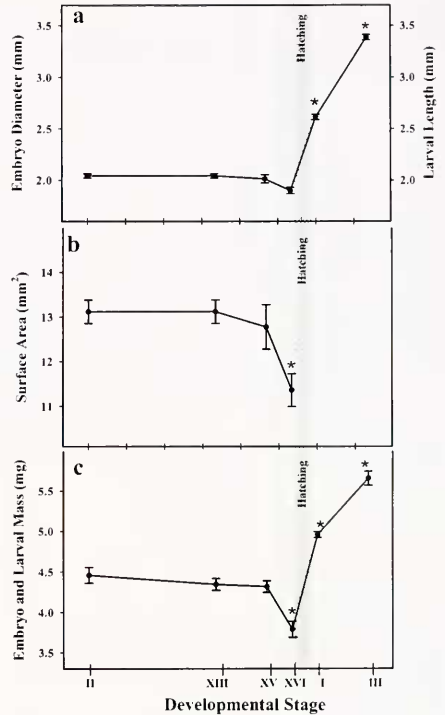 a
Hatching
*
*
3.5
3.0
2.5
2.0
Embryo Diameter (mm)
3.5
3.0
2.5
2.0
Larval Length (mm)
b
Hatching
*
14
13
12
11
Surface Area (mm²)
c
Hatching
*
*
*
5.5
5.0
4.5
4.0
3.5
Embryo and Larval Mass (mg)
II XIII XV XVI I III
Developmental Stage